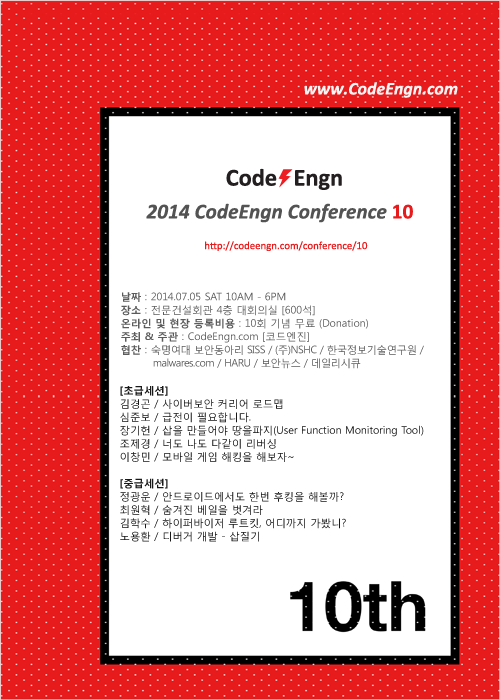 www.CodeEngn.com
Code Engn
2014 CodeEngn Conference 10
http://codeengn.com/conference/10
날짜 : 2014.07.05 SAT 10AM - 6PM
장소 : 전문건설회관 4층 대회의실 [600석]
온라인 및 현장 등록비용 : 10회 기념 무료 (Donation)
주최 & 주관 : CodeEngn.com [코드엔진]
협찬 : 숙명여대 보안동아리 SISS / (주)NSHC / 한국정보기술연구원 /
malwares.com / HARU / 보안뉴스 / 데일리시큐
[초급세션]
김경곤 / 사이버보안 커리어 로드맵
심준보 / 급전이 필요합니다.
장기헌 / 삽을 만들어야 땅을파지(User Function Monitoring Tool)
조제경 / 너도 나도 다같이 리버싱
이창민 / 모바일 게임 해킹을 해보자~
[중급세션]
정광운 / 안드로이드에서도 한번 후킹을 해볼까?
최원혁 / 숨겨진 베일을 벗겨라
김학수 / 하이퍼바이저 루트킷, 어디까지 가봤니?
노용환 / 디버거 개발 - 삽질기
10th